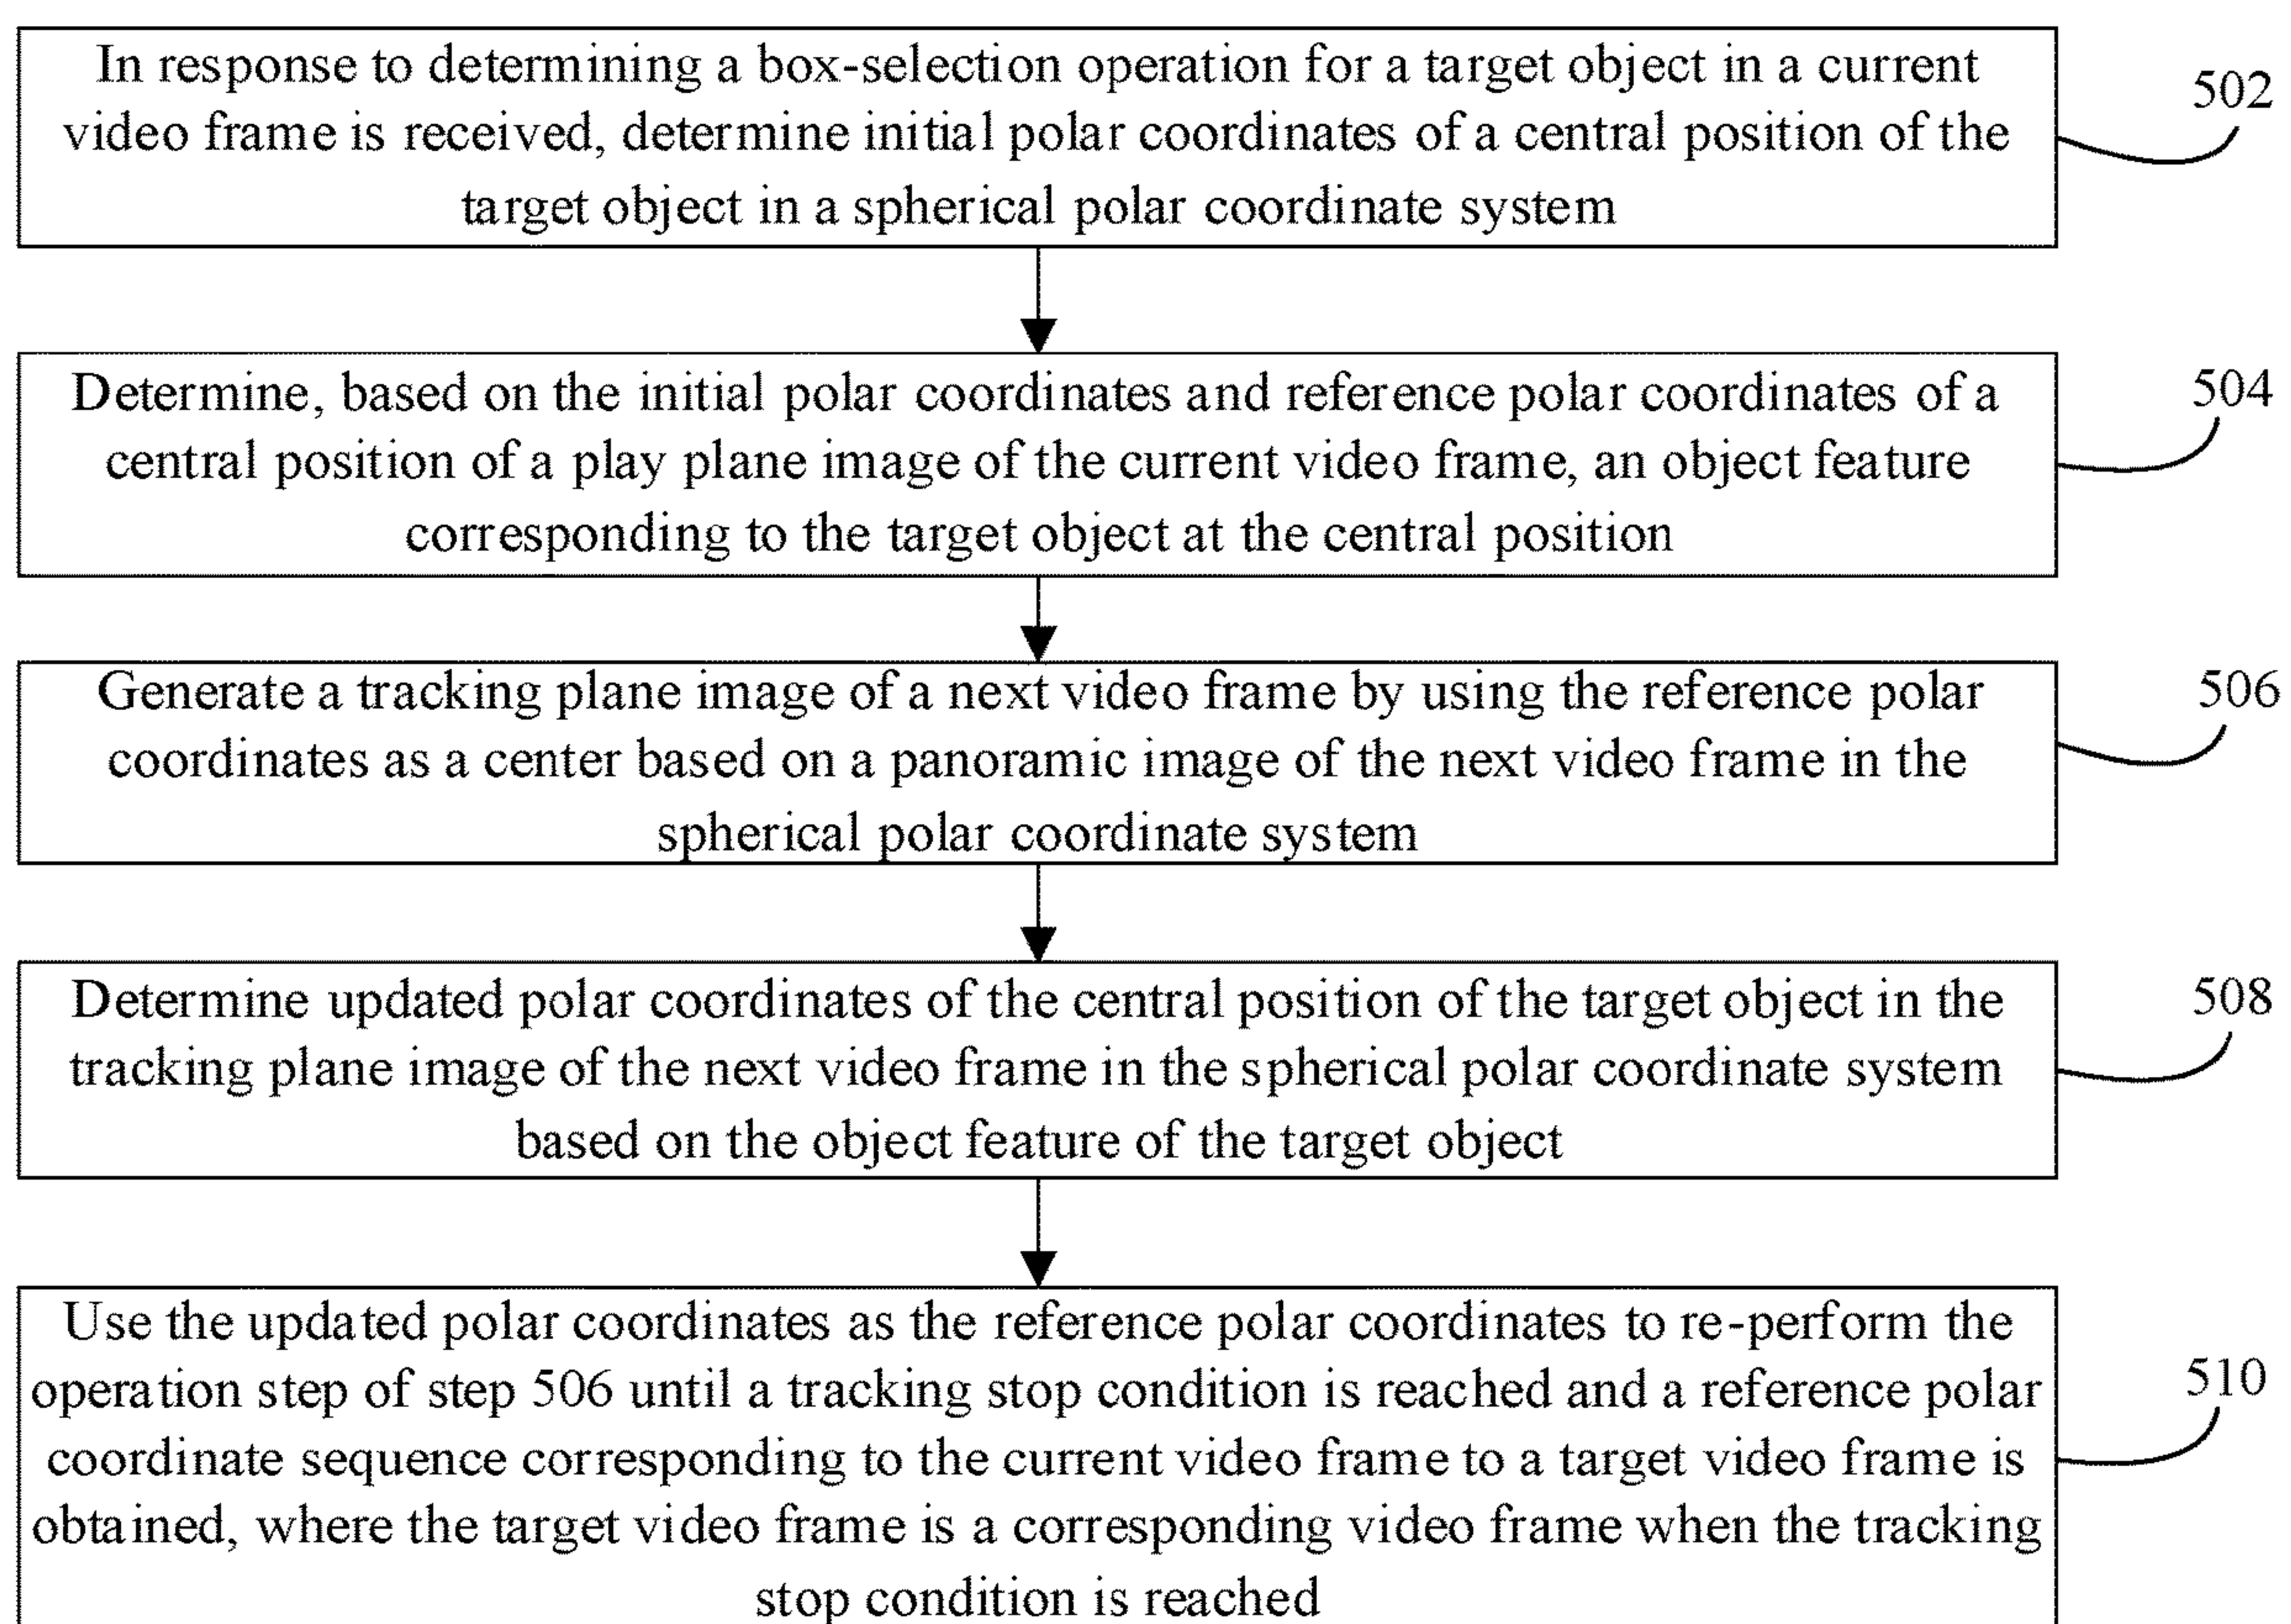 In response to determining a box-selection operation for a target object in a current
video frame is received, determine initial polar coordinates of a central position of the
target object in a spherical polar coordinate system
502
Determine, based on the initial polar coordinates and reference polar coordinates of a
central position of a play plane image of the current video frame, an object feature
corresponding to the target object at the central position
504
Generate a tracking plane image of a next video frame by using the reference polar
coordinates as a center based on a panoramic image of the next video frame in the
spherical polar coordinate system
506
Determine updated polar coordinates of the central position of the target object in the
tracking plane image of the next video frame in the spherical polar coordinate system
based on the object feature of the target object
508
Use the updated polar coordinates as the reference polar coordinates to re-perform the
operation step of step 506 until a tracking stop condition is reached and a reference polar
coordinate sequence corresponding to the current video frame to a target video frame is
obtained, where the target video frame is a corresponding video frame when the tracking
stop condition is reached
510